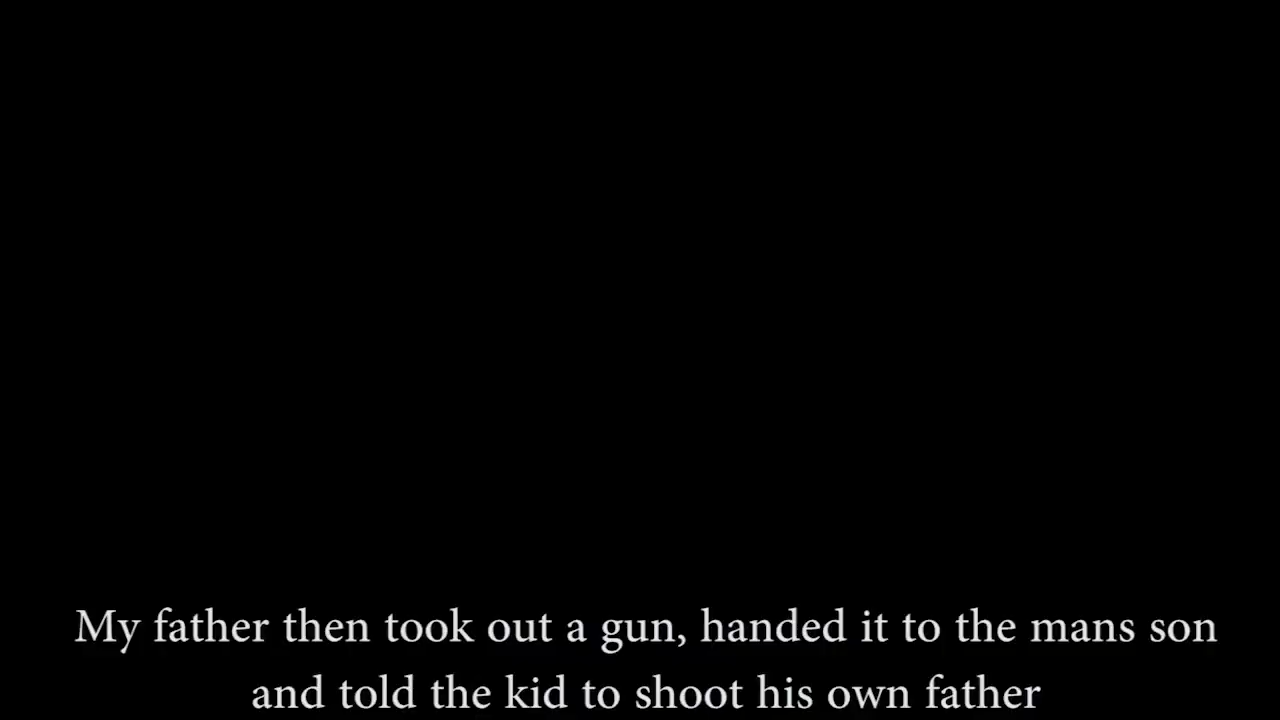 My father then took out a gun, handed it to the mans son
and told the kid to shoot his own father